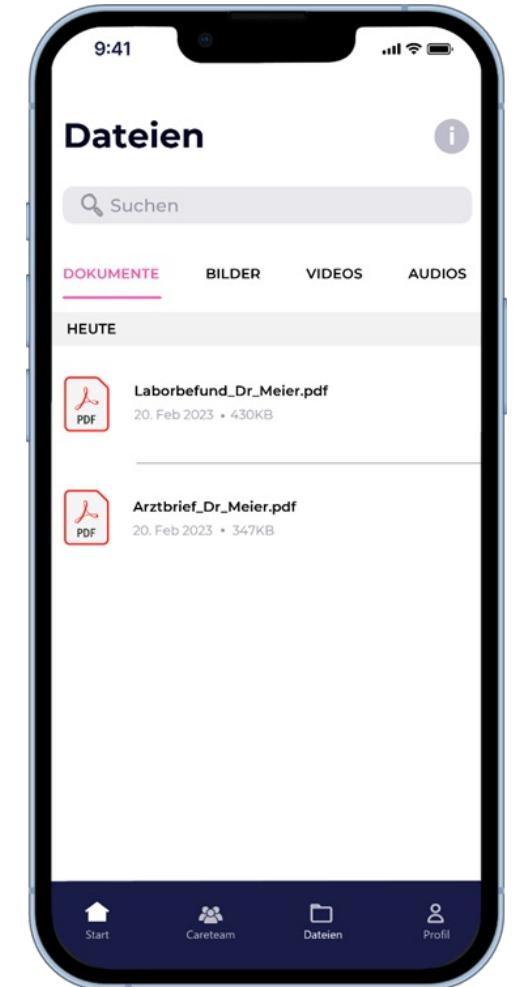 9:41
Dateien
i
Suchen
DOKUMENTE BILDER VIDEOS AUDIOS
HEUTE
Laborbefund_Dr_Meier.pdf
PDF
20. Feb 2023 • 430KB
Arztbrief_Dr_Meier.pdf
PDF
20. Feb 2023 • 347KB
Start Careteam Dateien Profil